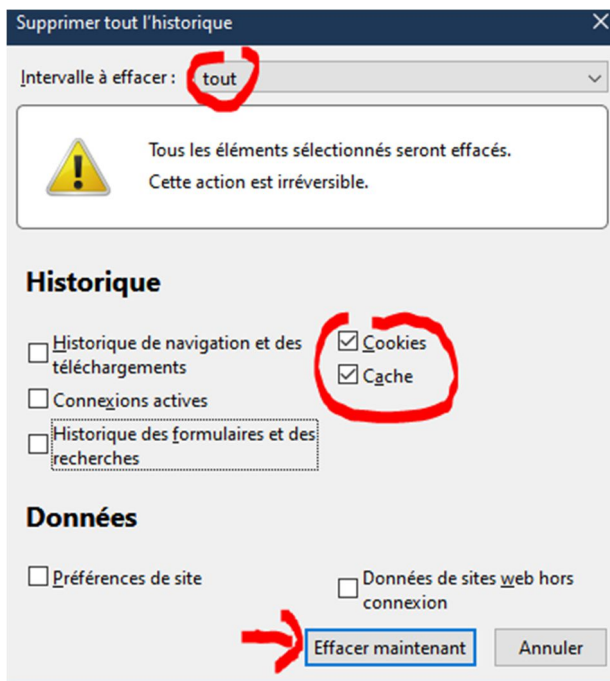 Supprimer tout l'historique
Intervalle à effacer : tout
Tous les éléments sélectionnés seront effacés.
Cette action est irréversible.
Historique
Historique de navigation et des
téléchargements
Cookies
Cache
Connexions actives
Historique des formulaires et des
recherches
Données
Préférences de site
Données de sites web hors
connexion
Effacer maintenant
Annuler